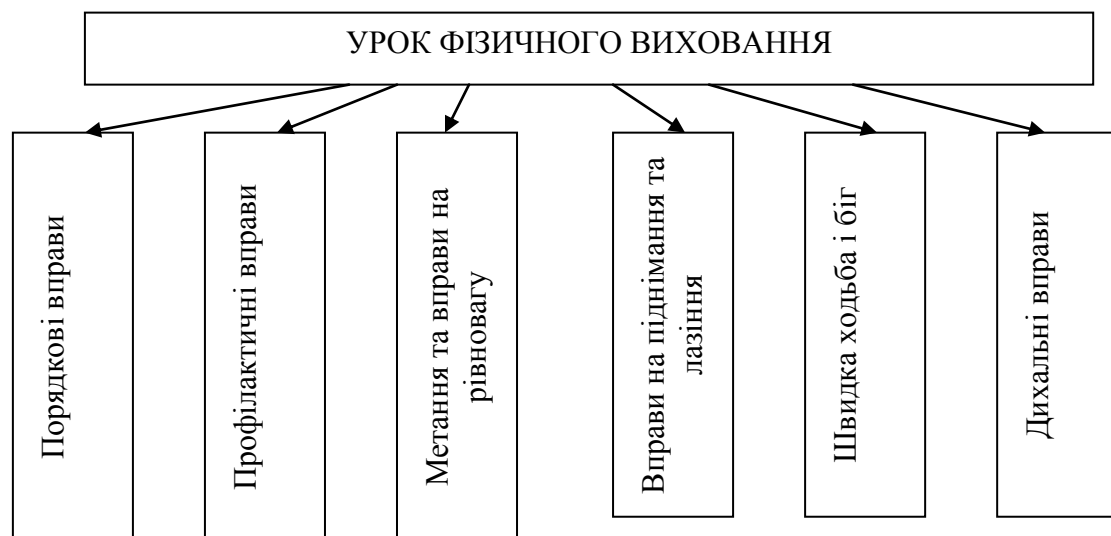 УРОК ФІЗИЧНОГО ВИХОВАННЯ
Порядкові вправи
Профілактичні вправи
Метання та вправи на
рівновагу
Вправи на піднімання та
лазіння
Швидка ходьба і біг
Дихальні вправи